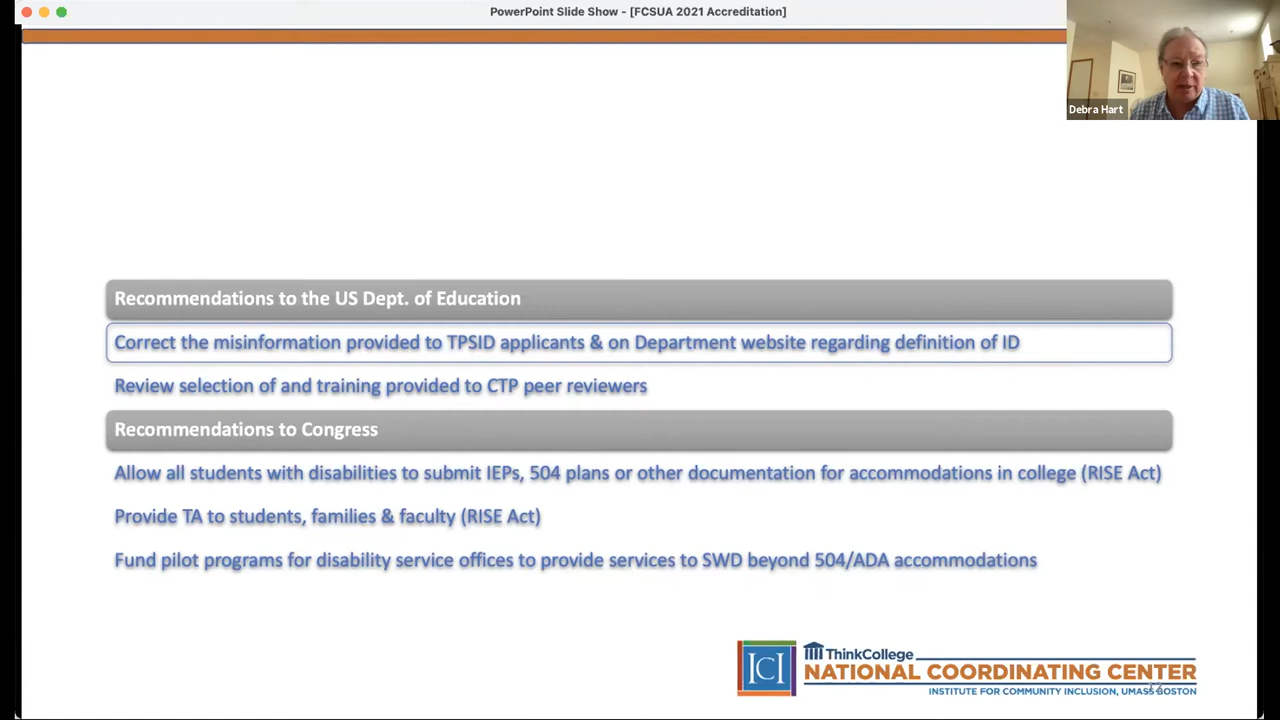 PowerPoint Slide Show - [FCSUA 2021 Accreditation]
Debra Hart
Recommendations to the US Dept. of Education
Correct the misinformation provided to TPSID applicants & on Department website regarding definition of ID
Review selection of and training provided to CTP peer reviewers
Recommendations to Congress
Allow all students with disabilities to submit IEPs, 504 plans or other documentation for accommodations in college (RISE Act)
Provide TA to students, families & faculty (RISE Act)
Fund pilot programs for disability service offices to provide services to SWD beyond 504/ADA accommodations
ICI
ThinkCollege
NATIONAL COORDINATING CENTER
INSTITUTE FOR COMMUNITY INCLUSION, UMASS BOSTON